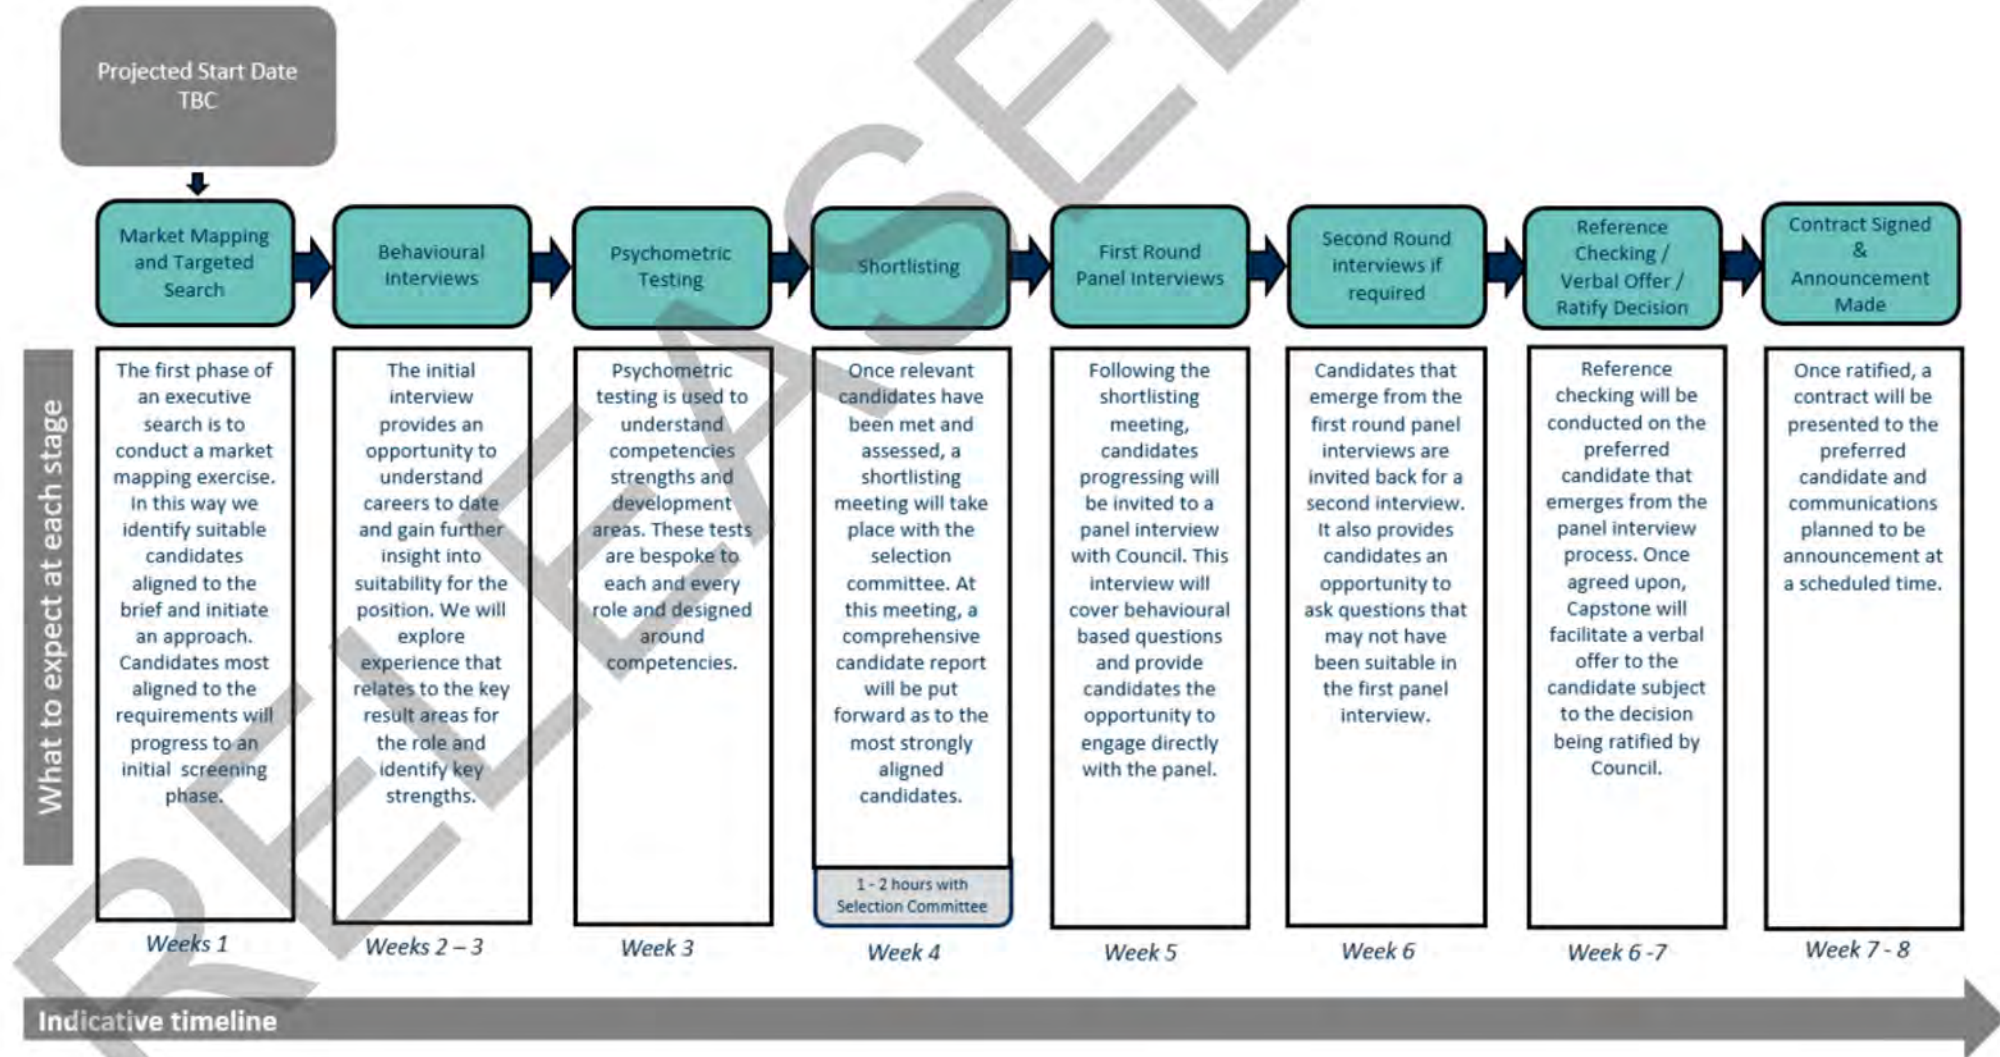 Projected Start Date
TBC
Market Mapping
and Targeted
Search
Behavioural
Interviews
Psychometric
Testing
Shortlisting
First Round
Panel Interviews
Second Round
interviews if
required
Reference
Checking /
Verbal Offer /
Ratify Decision
Contract Signed
&
Announcement
Made
What to expect at each stage
The first phase of
an executive
search is to
conduct a market
mapping exercise.
In this way we
identify suitable
candidates
aligned to the
brief and initiate
an approach.
Candidates most
aligned to the
requirements will
progress to an
initial screening
phase.
The initial
interview
provides an
opportunity to
understand
careers to date
and gain further
insight into
suitability for the
position. We will
explore
experience that
relates to the key
result areas for
the role and
identify key
strengths.
Psychometric
testing is used to
understand
competencies
strengths and
development
areas. These tests
are bespoke to
each and every
role and designed
around
competencies.
Once relevant
candidates have
been met and
assessed, a
shortlisting
meeting will take
place with the
selection
committee. At
this meeting, a
comprehensive
candidate report
will be put
forward as to the
most strongly
aligned
candidates.
1 - 2 hours with
Selection Committee
Following the
shortlisting
meeting,
candidates
progressing will
be invited to a
panel interview
with Council. This
interview will
cover behavioural
based questions
and provide
candidates the
opportunity to
engage directly
with the panel.
Candidates that
emerge from the
first round panel
interviews are
invited back for a
second interview.
It also provides
candidates an
opportunity to
ask questions that
may not have
been suitable in
the first panel
interview.
Reference
checking will be
conducted on the
preferred
candidate that
emerges from the
panel interview
process. Once
agreed upon,
Capstone will
facilitate a verbal
offer to the
candidate subject
to the decision
being ratified by
Council.
Once ratified, a
contract will be
presented to the
preferred
candidate and
communications
planned to be
announcement at
a scheduled time.
Weeks 1
Weeks 2 – 3
Week 3
Week 4
Week 5
Week 6
Week 6 -7
Week 7 - 8
Indicative timeline
RELEASE